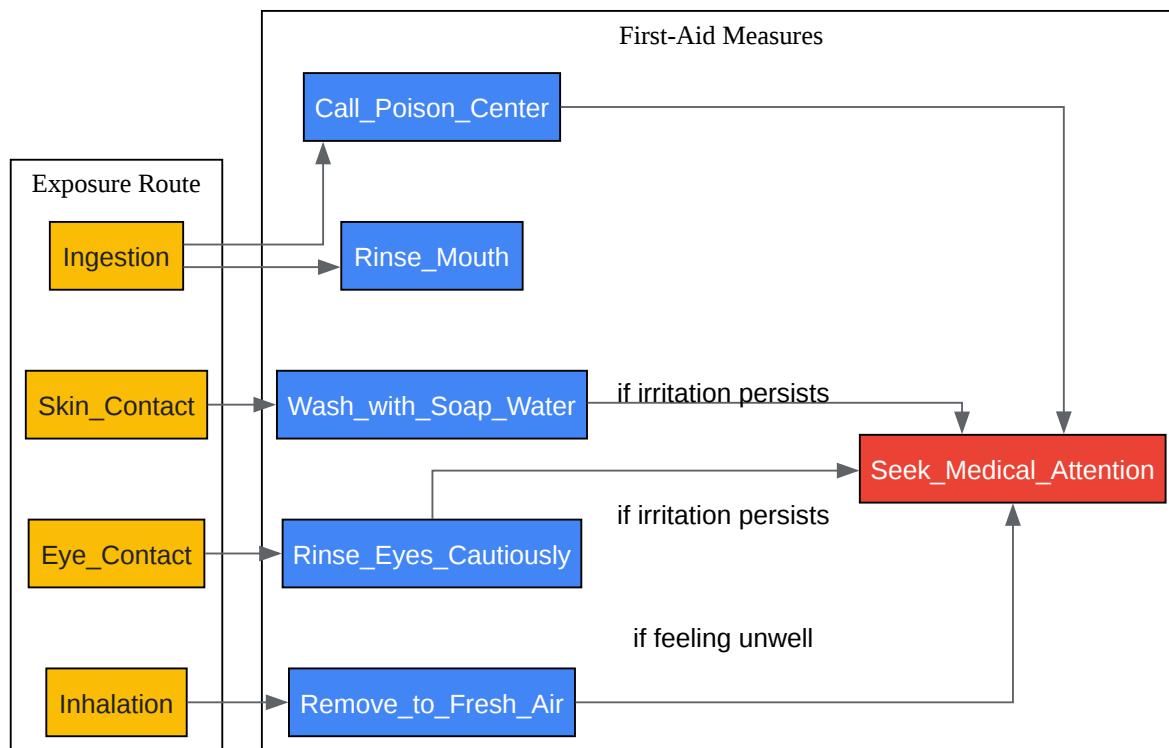 First-Aid Measures
Call_Poison_Center
Exposure Route
Ingestion
Rinse_Mouth
Skin_Contact
Wash_with_Soap_Water
if irritation persists
Seek_Medical_Attention
if irritation persists
Eye_Contact
Rinse_Eyes_Cautiously
if feeling unwell
Inhalation
Remove_to_Fresh_Air